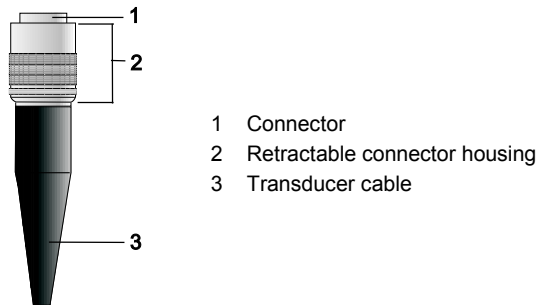 1
2
3
1 Connector
2 Retractable connector housing
3 Transducer cable